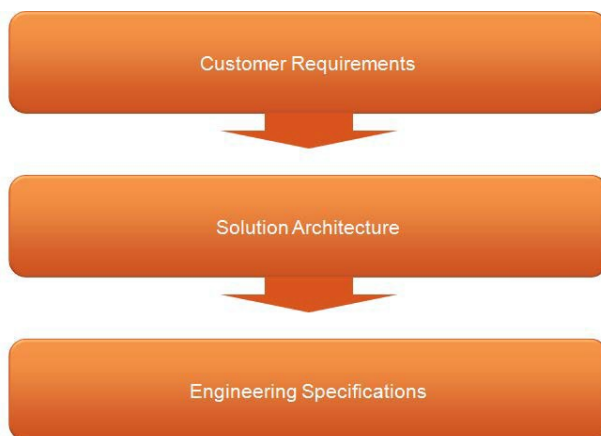 Customer Requirements
Solution Architecture
Engineering Specifications